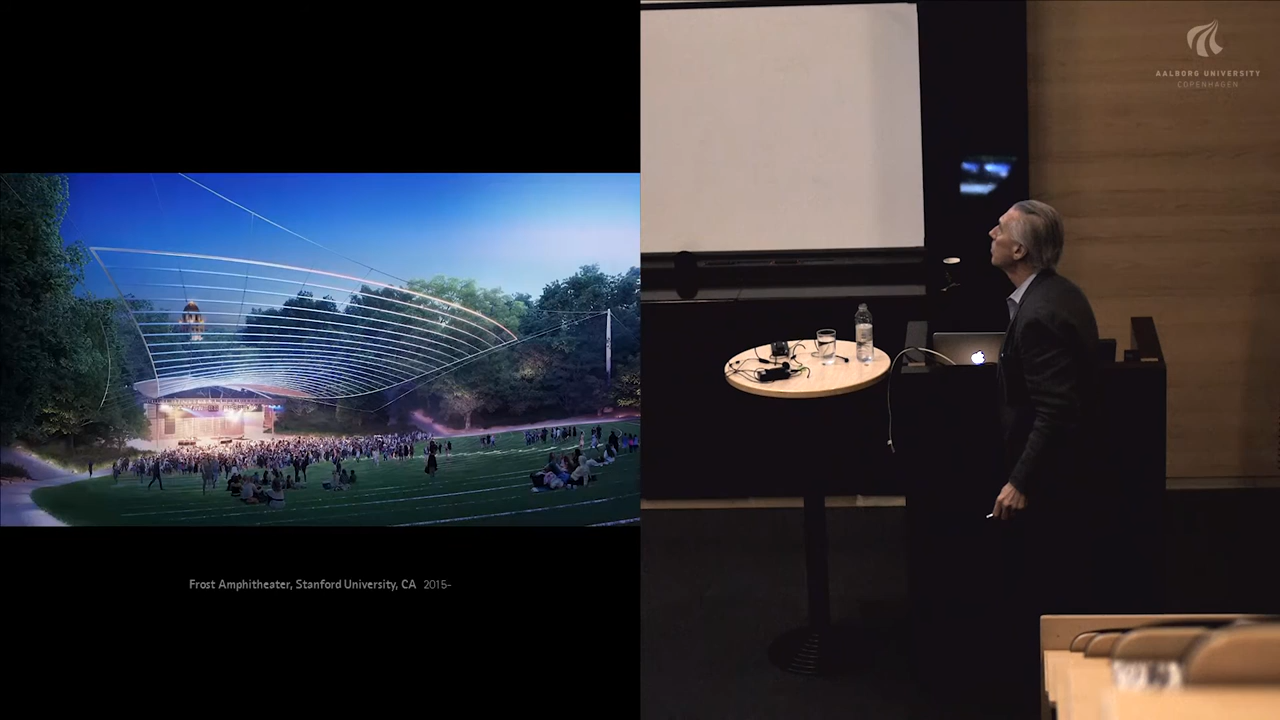 Frost Amphitheater, Stanford University, CA 2015-
AALBORG UNIVERSITY
COPENHAGEN